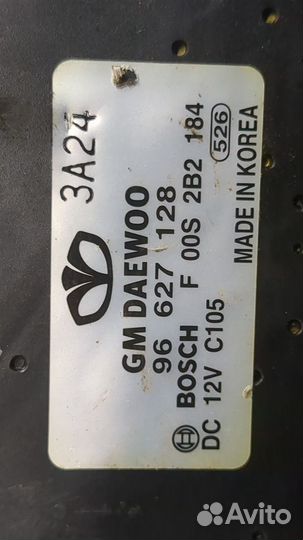 3A24
GM DAEWOO
96 627 128
BOSCH F 00S 2B2 184
DC 12V C105 526
MADE IN KOREA
Avito